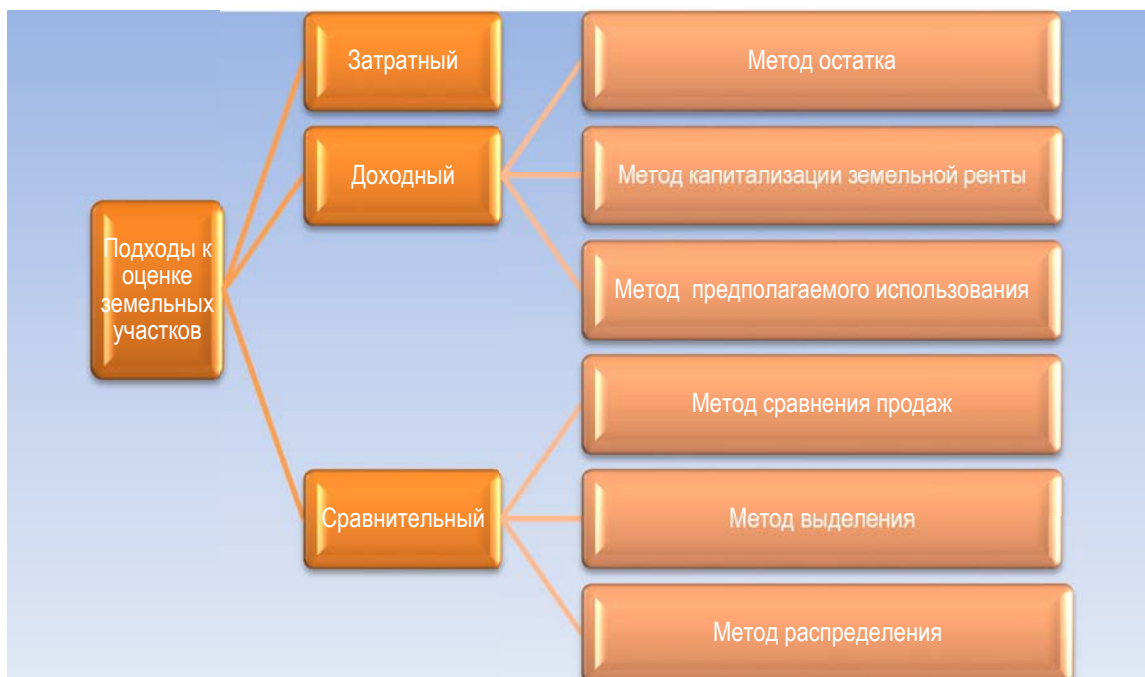 Подходы к
оценке
земельных
участков
Затратный
Доходный
Сравнительный
Метод остатка
Метод капитализации земельной ренты
Метод предполагаемого использования
Метод сравнения продаж
Метод выделения
Метод распределения